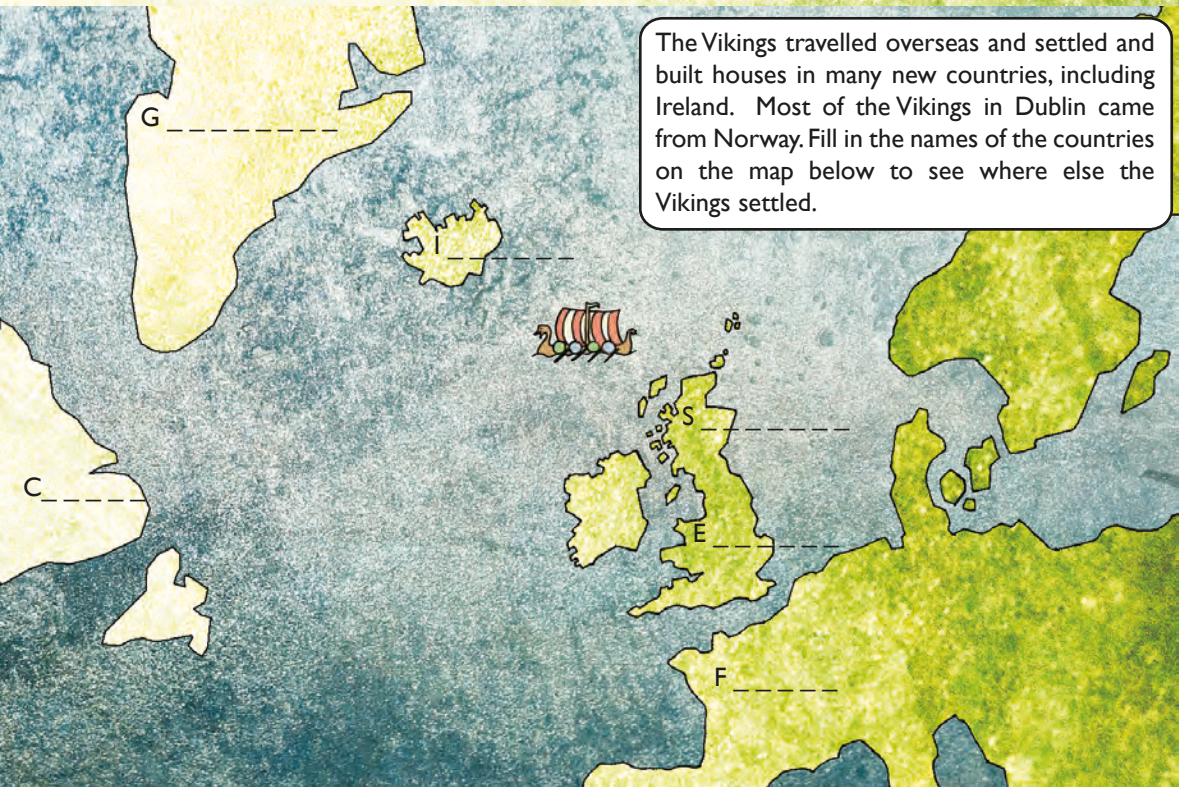 The Vikings travelled overseas and settled and
built houses in many new countries, including
Ireland. Most of the Vikings in Dublin came
from Norway. Fill in the names of the countries
on the map below to see where else the
Vikings settled.
G _ _ _ _ _ _ _ _
I _ _ _ _ _ _
S _ _ _ _ _ _ _
C _ _ _ _ _
E _ _ _ _ _ _
F _ _ _ _ _